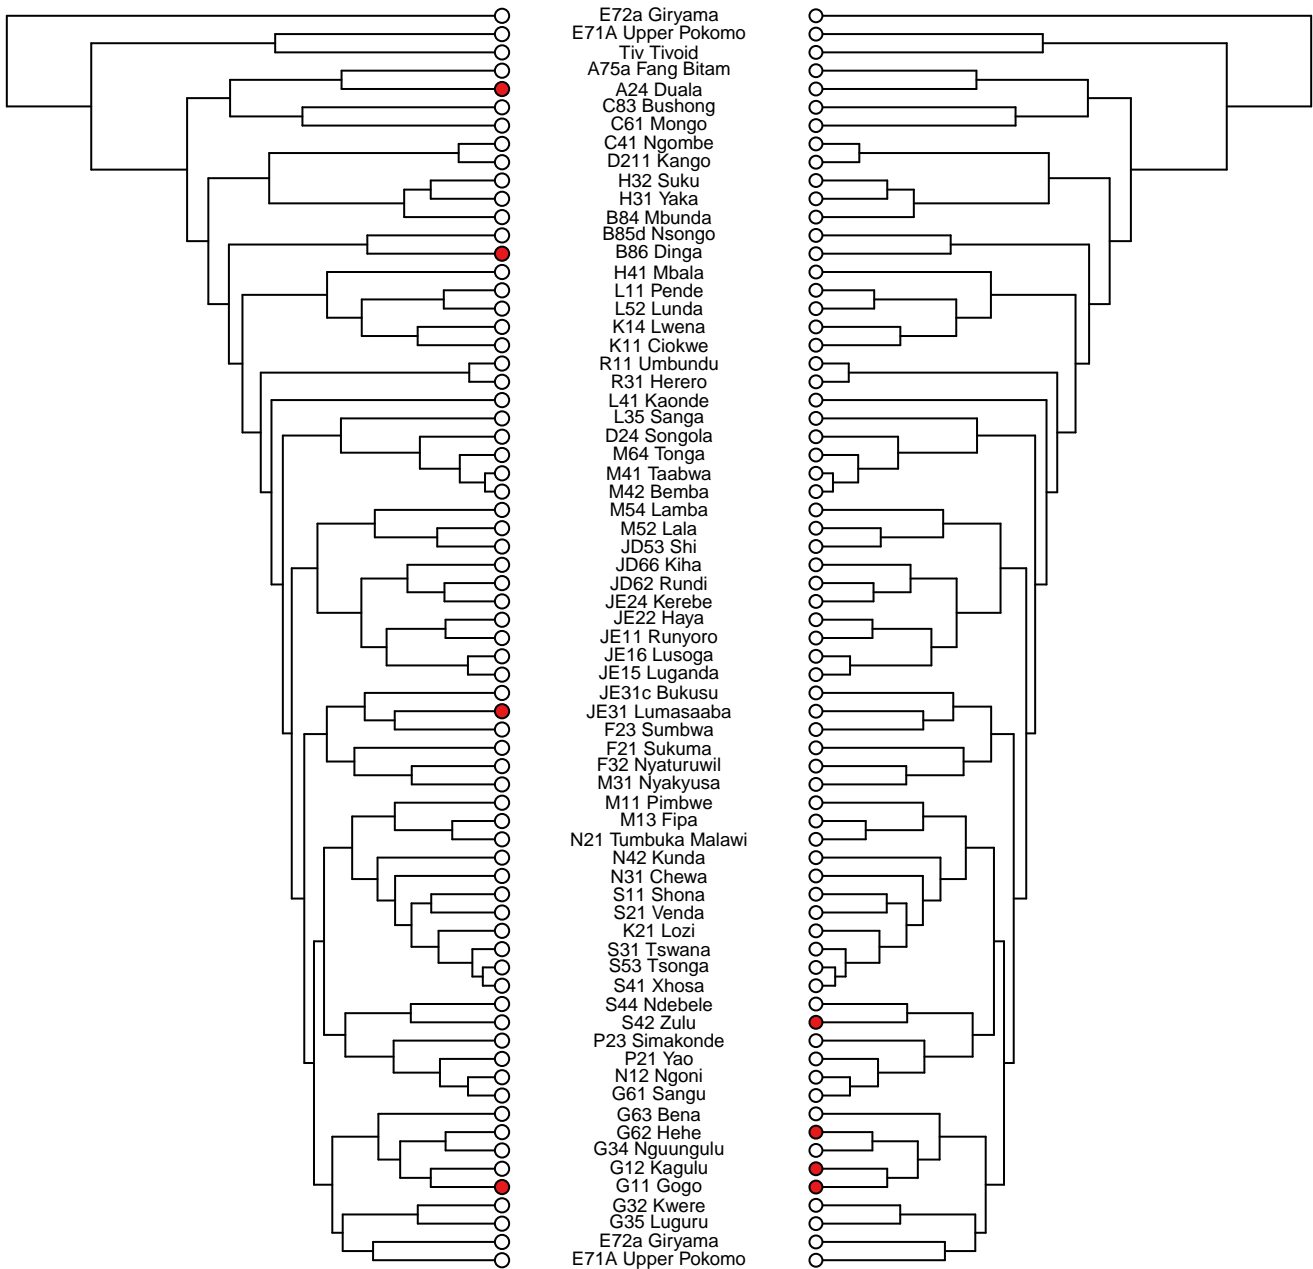 E72a Giryama
E71A Upper Pokomo
Tiv Tivoid
A75a Fang Bitam
A24 Duala
C83 Bushong
C61 Mongo
C41 Ngombe
D211 Kango
H32 Suku
H31 Yaka
B84 Mbunda
B85d Nsongo
B86 Dinga
H41 Mbala
L11 Pende
L52 Lunda
K14 Lwena
K11 Ciokwe
R11 Umbundu
R31 Herero
L41 Kaonde
L35 Sanga
D24 Songola
M64 Tonga
M41 Taabwa
M42 Bemba
M54 Lamba
M52 Lala
JD53 Shi
JD66 Kiha
JD62 Rundi
JE24 Kerebe
JE22 Haya
JE11 Runyoro
JE16 Lusoga
JE15 Luganda
JE31c Bukusu
JE31 Lumasaaba
F23 Sumbwa
F21 Sukuma
F32 Nyaturuwil
M31 Nyakyusa
M11 Pimbwe
M13 Fipa
N21 Tumbuka Malawi
N42 Kunda
N31 Chewa
S11 Shona
S21 Venda
K21 Lozi
S31 Tswana
S53 Tsonga
S41 Xhosa
S44 Ndebele
S42 Zulu
P23 Simakonde
P21 Yao
N12 Ngoni
G61 Sangu
G63 Bena
G62 Hehe
G34 Nguungulu
G12 Kagulu
G11 Gogo
G32 Kwere
G35 Luguru
E72a Giryama
E71A Upper Pokomo